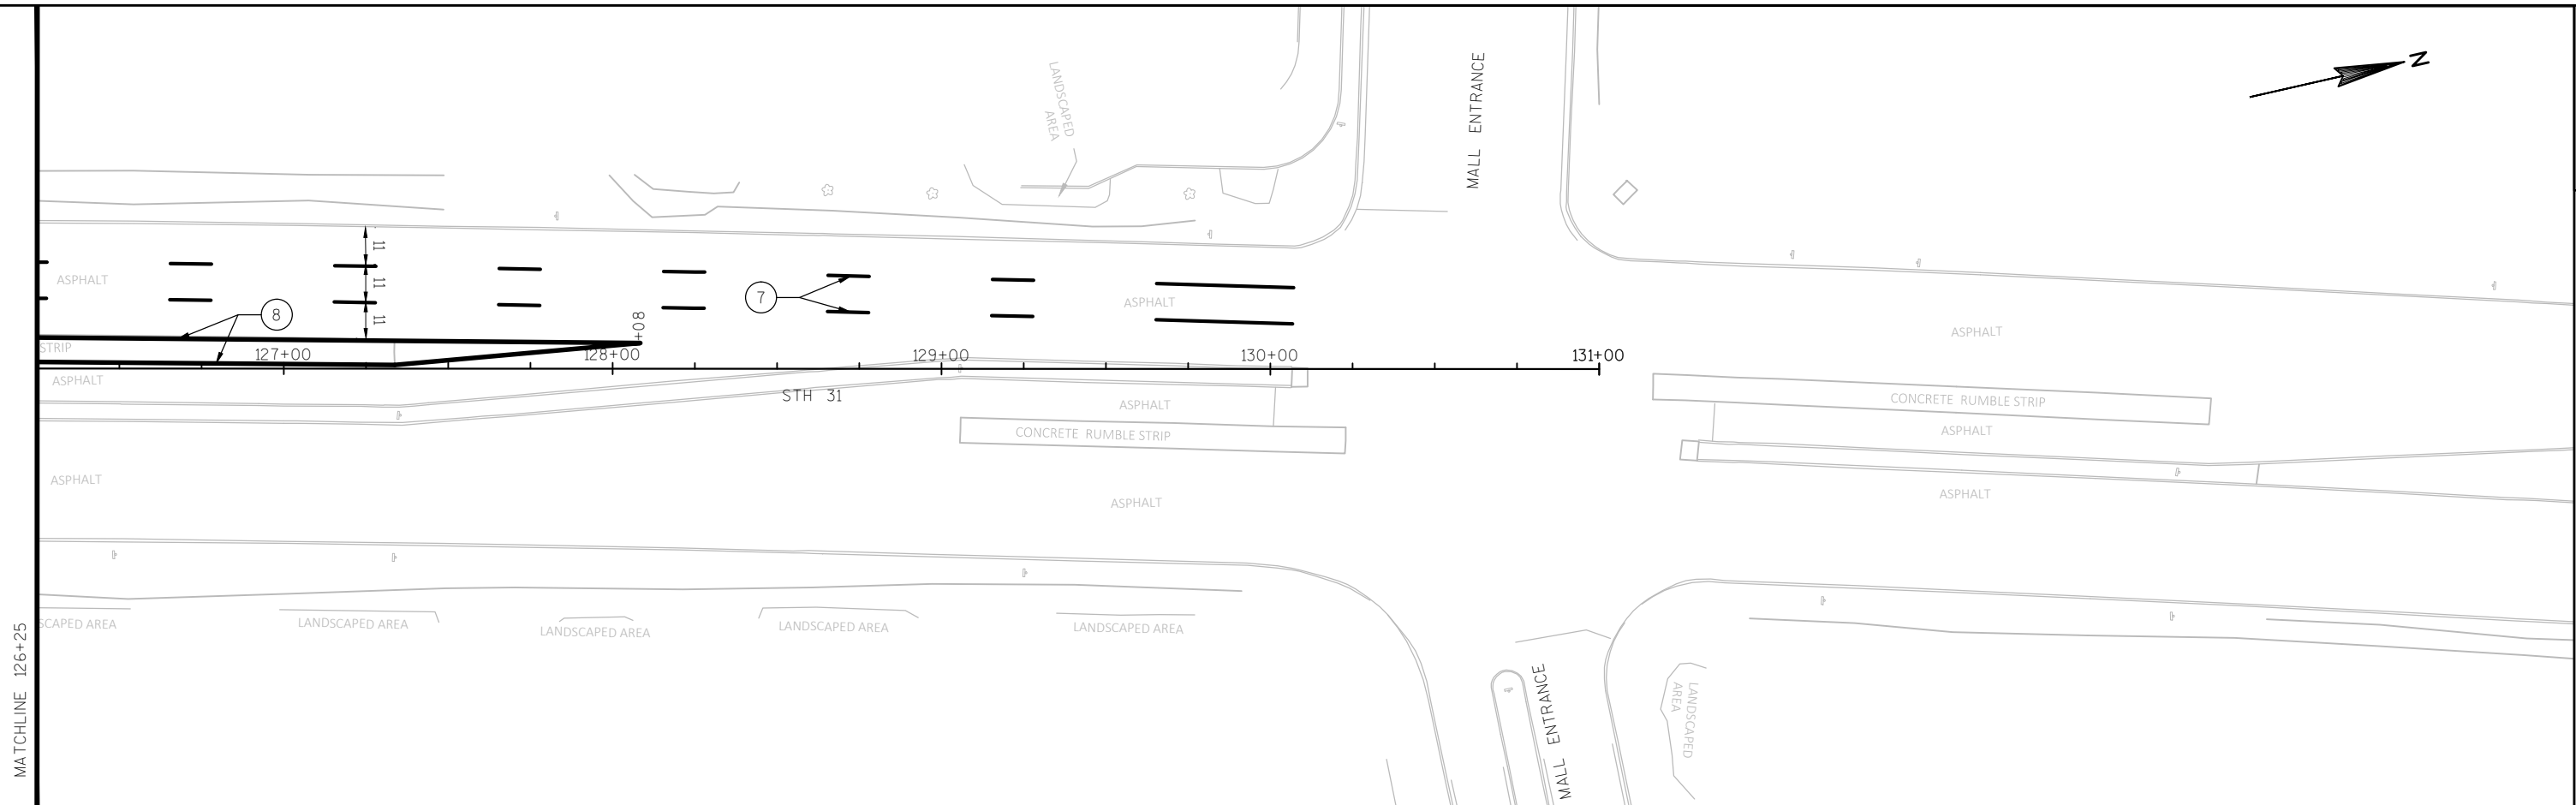 MALL ENTRANCE
N
LANDSCAPED
AREA
11
11
11
ASPHALT
7
ASPHALT
8
+08
ASPHALT
STRIP
127+00
128+00
129+00
130+00
131+00
ASPHALT
STH 31
ASPHALT
CONCRETE RUMBLE STRIP
CONCRETE RUMBLE STRIP
ASPHALT
ASPHALT
ASPHALT
ASPHALT
SCAPED AREA
LANDSCAPED AREA
LANDSCAPED AREA
LANDSCAPED AREA
LANDSCAPED AREA
MATCHLINE 126+25
MALL ENTRANCE
LANDSCAPED
AREA